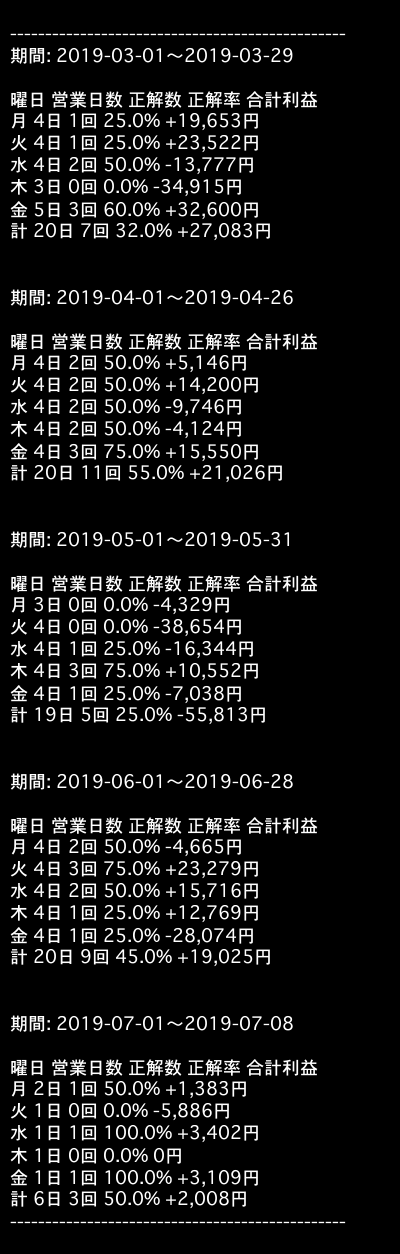 ------------------------------------------------
期間: 2019-03-01〜2019-03-29
曜日 営業日数 正解数 正解率 合計利益
月 4日 1回 25.0% +19,653円
火 4日 1回 25.0% +23,522円
水 4日 2回 50.0% -13,777円
木 3日 0回 0.0% -34,915円
金 5日 3回 60.0% +32,600円
計 20日 7回 32.0% +27,083円
期間: 2019-04-01〜2019-04-26
曜日 営業日数 正解数 正解率 合計利益
月 4日 2回 50.0% +5,146円
火 4日 2回 50.0% +14,200円
水 4日 2回 50.0% -9,746円
木 4日 2回 50.0% -4,124円
金 4日 3回 75.0% +15,550円
計 20日 11回 55.0% +21,026円
期間: 2019-05-01〜2019-05-31
曜日 営業日数 正解数 正解率 合計利益
月 3日 0回 0.0% -4,329円
火 4日 0回 0.0% -38,654円
水 4日 1回 25.0% -16,344円
木 4日 3回 75.0% +10,552円
金 4日 1回 25.0% -7,038円
計 19日 5回 25.0% -55,813円
期間: 2019-06-01〜2019-06-28
曜日 営業日数 正解数 正解率 合計利益
月 4日 2回 50.0% -4,665円
火 4日 3回 75.0% +23,279円
水 4日 2回 50.0% +15,716円
木 4日 1回 25.0% +12,769円
金 4日 1回 25.0% -28,074円
計 20日 9回 45.0% +19,025円
期間: 2019-07-01〜2019-07-08
曜日 営業日数 正解数 正解率 合計利益
月 2日 1回 50.0% +1,383円
火 1日 0回 0.0% -5,886円
水 1日 1回 100.0% +3,402円
木 1日 0回 0.0% 0円
金 1日 1回 100.0% +3,109円
計 6日 3回 50.0% +2,008円
------------------------------------------------